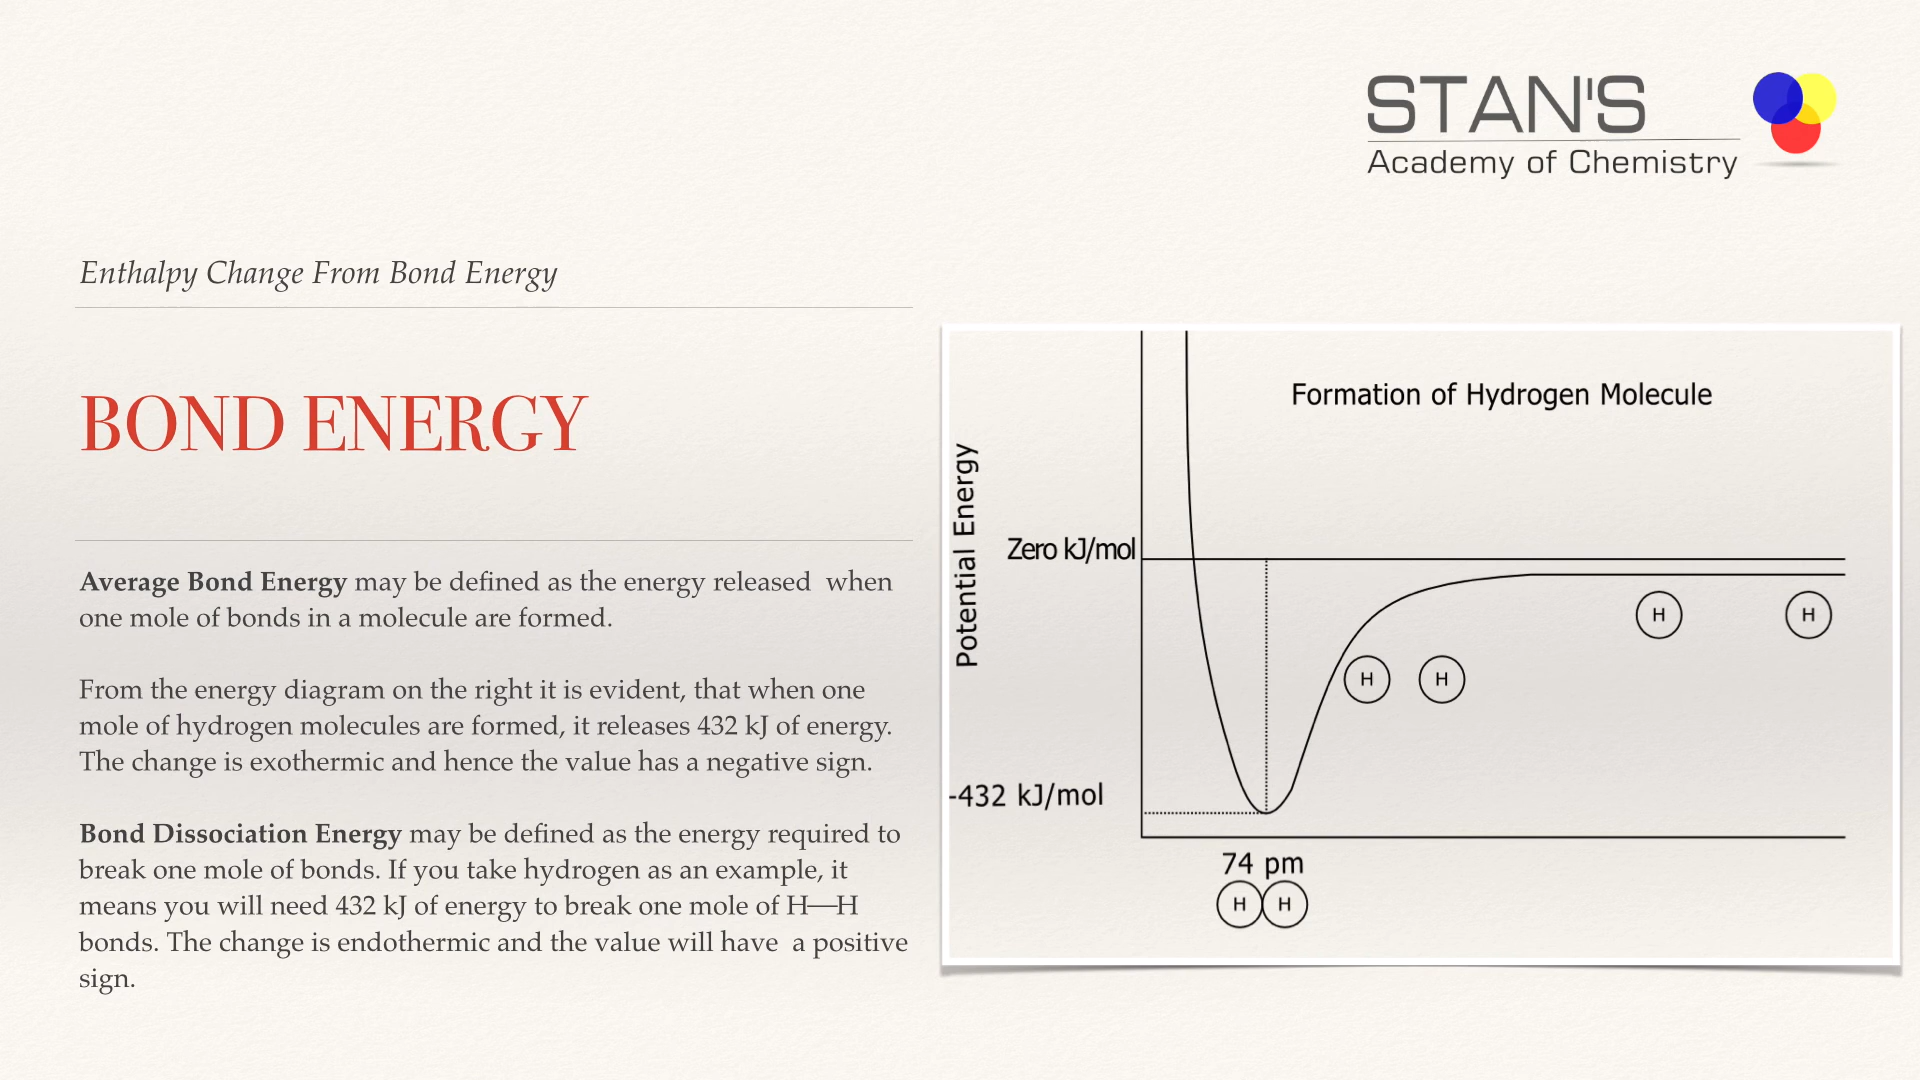 STAN'S
Academy of Chemistry
Enthalpy Change From Bond Energy
BOND ENERGY
Average Bond Energy may be defined as the energy released  when
one mole of bonds in a molecule are formed.
From the energy diagram on the right it is evident, that when one
mole of hydrogen molecules are formed, it releases 432 kJ of energy.
The change is exothermic and hence the value has a negative sign.
Bond Dissociation Energy may be defined as the energy required to
break one mole of bonds. If you take hydrogen as an example, it
means you will need 432 kJ of energy to break one mole of H—H
bonds. The change is endothermic and the value will have  a positive
sign.
Formation of Hydrogen Molecule
Potential Energy
Zero kJ/mol
H H
H H
-432 kJ/mol
74 pm
H H